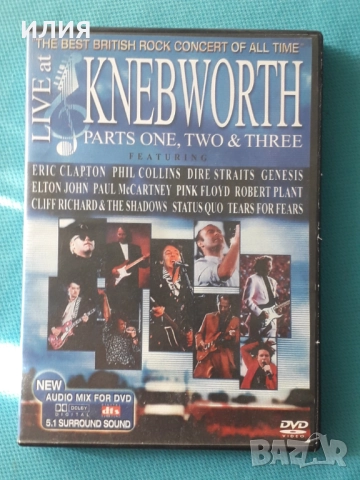 илия
THE BEST BRITISH ROCK CONCERT OF ALL TIME
LIVE at
KNEBWORTH
PARTS ONE, TWO & THREE
FEATURING
ERIC CLAPTON PHIL COLLINS DIRE STRAITS GENESIS
ELTON JOHN PAUL McCARTNEY PINK FLOYD ROBERT PLANT
CLIFF RICHARD & THE SHADOWS STATUS QUO TEARS FOR FEARS
NEW
AUDIO MIX FOR DVD
DOLBY DIGITAL dts
5.1 SURROUND SOUND
DVD
VIDEO
BAZAR